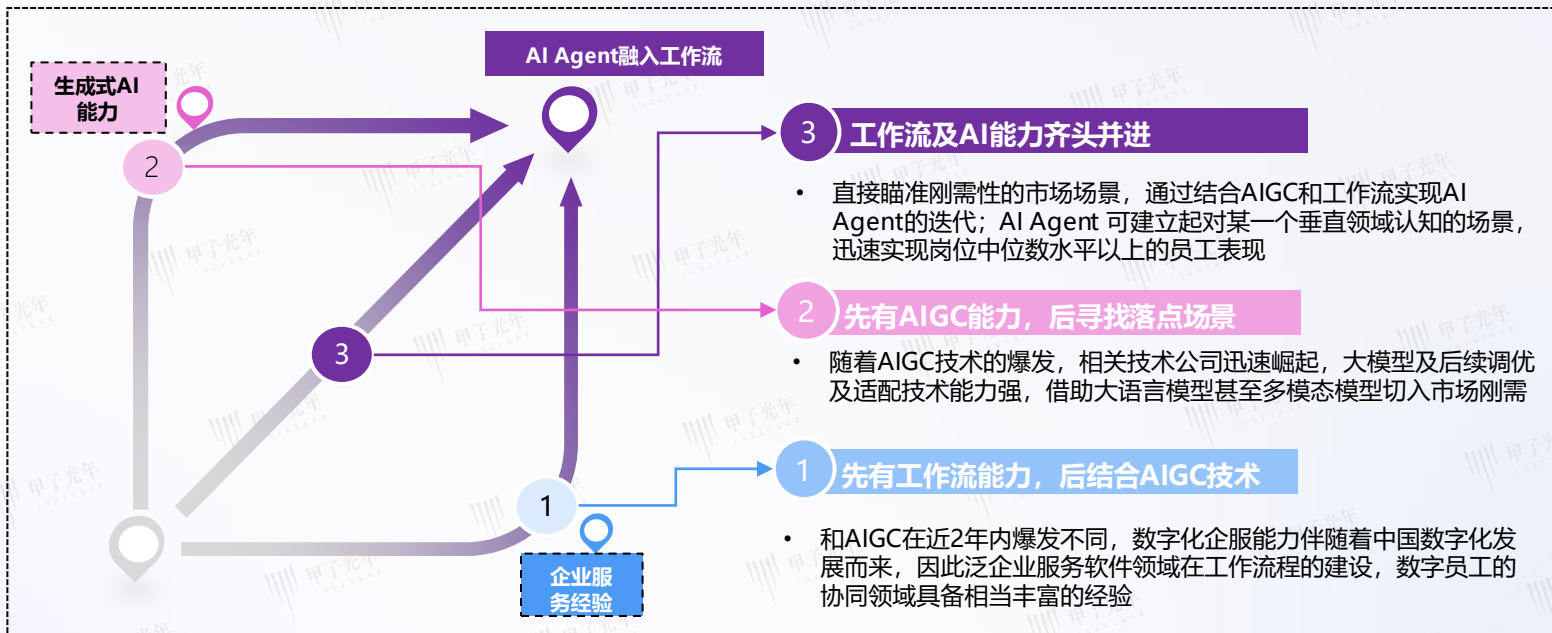 AI Agent融入工作流
生成式AI
能力
2
3
1
企业服
务经验
3 工作流及AI能力齐头并进
• 直接瞄准刚需性的市场场景，通过结合AIGC和工作流实现AI
Agent的迭代；AI Agent 可建立起对某一个垂直领域认知的场景，
迅速实现岗位中位数水平以上的员工表现
2 先有AIGC能力，后寻找落点场景
• 随着AIGC技术的爆发，相关技术公司迅速崛起，大模型及后续调优
及适配技术能力强，借助大语言模型甚至多模态模型切入市场刚需
1 先有工作流能力，后结合AIGC技术
• 和AIGC在近2年内爆发不同，数字化企服能力伴随着中国数字化发
展而来，因此泛企业服务软件领域在工作流程的建设，数字员工的
协同领域具备相当丰富的经验
甲子光年